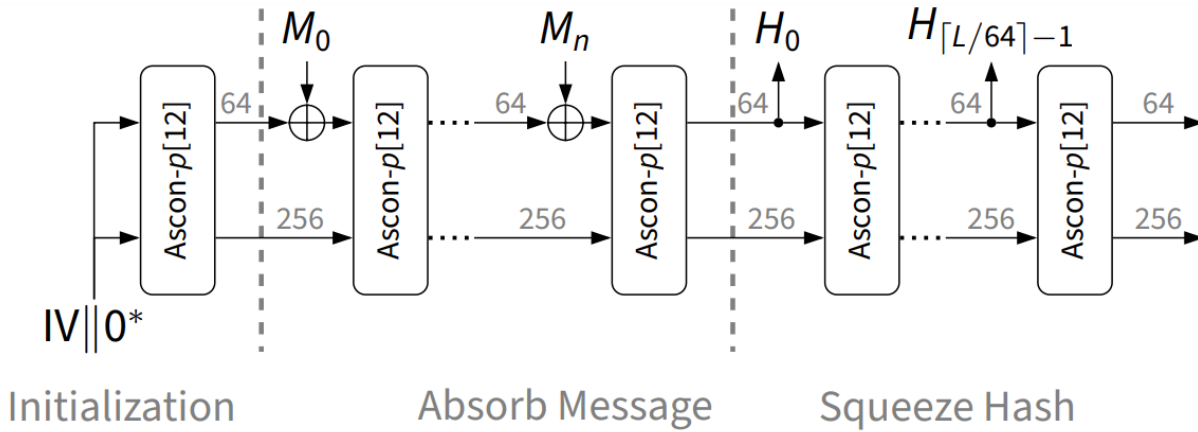 M₀
Mₙ
H₀
H⌈L/64⌉−1
64
64
64
64
64
Ascon-p[12]
Ascon-p[12]
Ascon-p[12]
Ascon-p[12]
Ascon-p[12]
256
256
256
256
256
IV||0*
Initialization
Absorb Message
Squeeze Hash